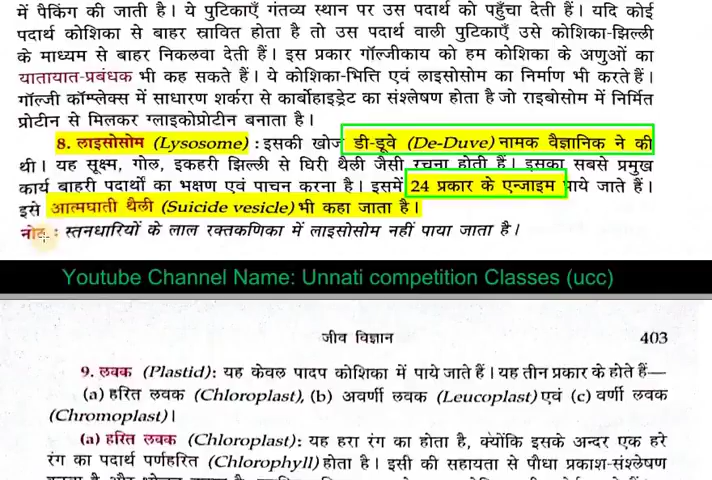 में पैकिंग की जाती है। ये पुटिकाएँ गंतव्य स्थान पर उस पदार्थ को पहुँचा देती हैं। यदि कोई
पदार्थ कोशिका से बाहर स्रावित होता है तो उस पदार्थ वाली पुटिकाएँ उसे कोशिका-झिल्ली
के माध्यम से बाहर निकलवा देती हैं। इस प्रकार गॉल्जीकाय को हम कोशिका के अणुओं का
यातायात-प्रबंधक भी कह सकते हैं। ये कोशिका-भित्ति एवं लाइसोसोम का निर्माण भी करते हैं।
गॉल्जी कॉम्प्लेक्स में साधारण शर्करा से कार्बोहाइड्रेट का संश्लेषण होता है जो राइबोसोम में निर्मित
प्रोटीन से मिलकर ग्लाइकोप्रोटीन बनाता है।
8. लाइसोसोम (Lysosome) : इसकी खोज डी-डूवे (De-Duve) नामक वैज्ञानिक ने की
थी। यह सूक्ष्म, गोल, इकहरी झिल्ली से घिरी थैली जैसी रचना होती हैं। इसका सबसे प्रमुख
कार्य बाहरी पदार्थों का भक्षण एवं पाचन करना है। इसमें 24 प्रकार के एन्जाइम पाये जाते हैं।
इसे आत्मघाती थैली (Suicide vesicle) भी कहा जाता है।
नोट : स्तनधारियों के लाल रक्तकणिका में लाइसोसोम नहीं पाया जाता है।
Youtube Channel Name: Unnati competition Classes (ucc)
जीव विज्ञान 403
9. लवक (Plastid): यह केवल पादप कोशिका में पाये जाते हैं। यह तीन प्रकार के होते हैं—
(a) हरित लवक (Chloroplast), (b) अवर्णी लवक (Leucoplast) एवं (c) वर्णी लवक
(Chromoplast)।
(a) हरित लवक (Chloroplast): यह हरा रंग का होता है, क्योंकि इसके अन्दर एक हरे
रंग का पदार्थ पर्णहरित (Chlorophyll) होता है। इसी की सहायता से पौधा प्रकाश-संश्लेषण